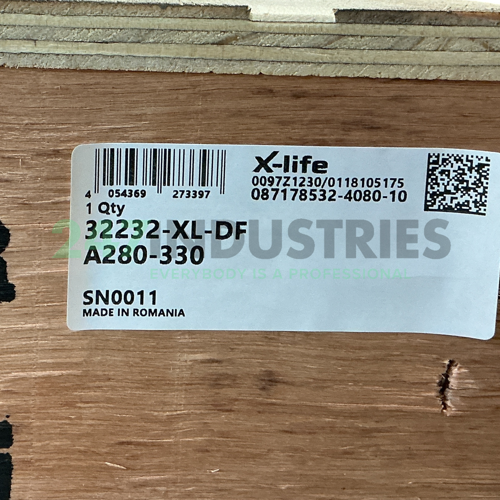 X-life
0097Z1230/0118105175
087178532-4080-10
4 054369 273397
1 Qty
32232-XL-DF
A280-330
INDUSTRIES
EVERYBODY IS A PROFESSIONAL
SN0011
MADE IN ROMANIA